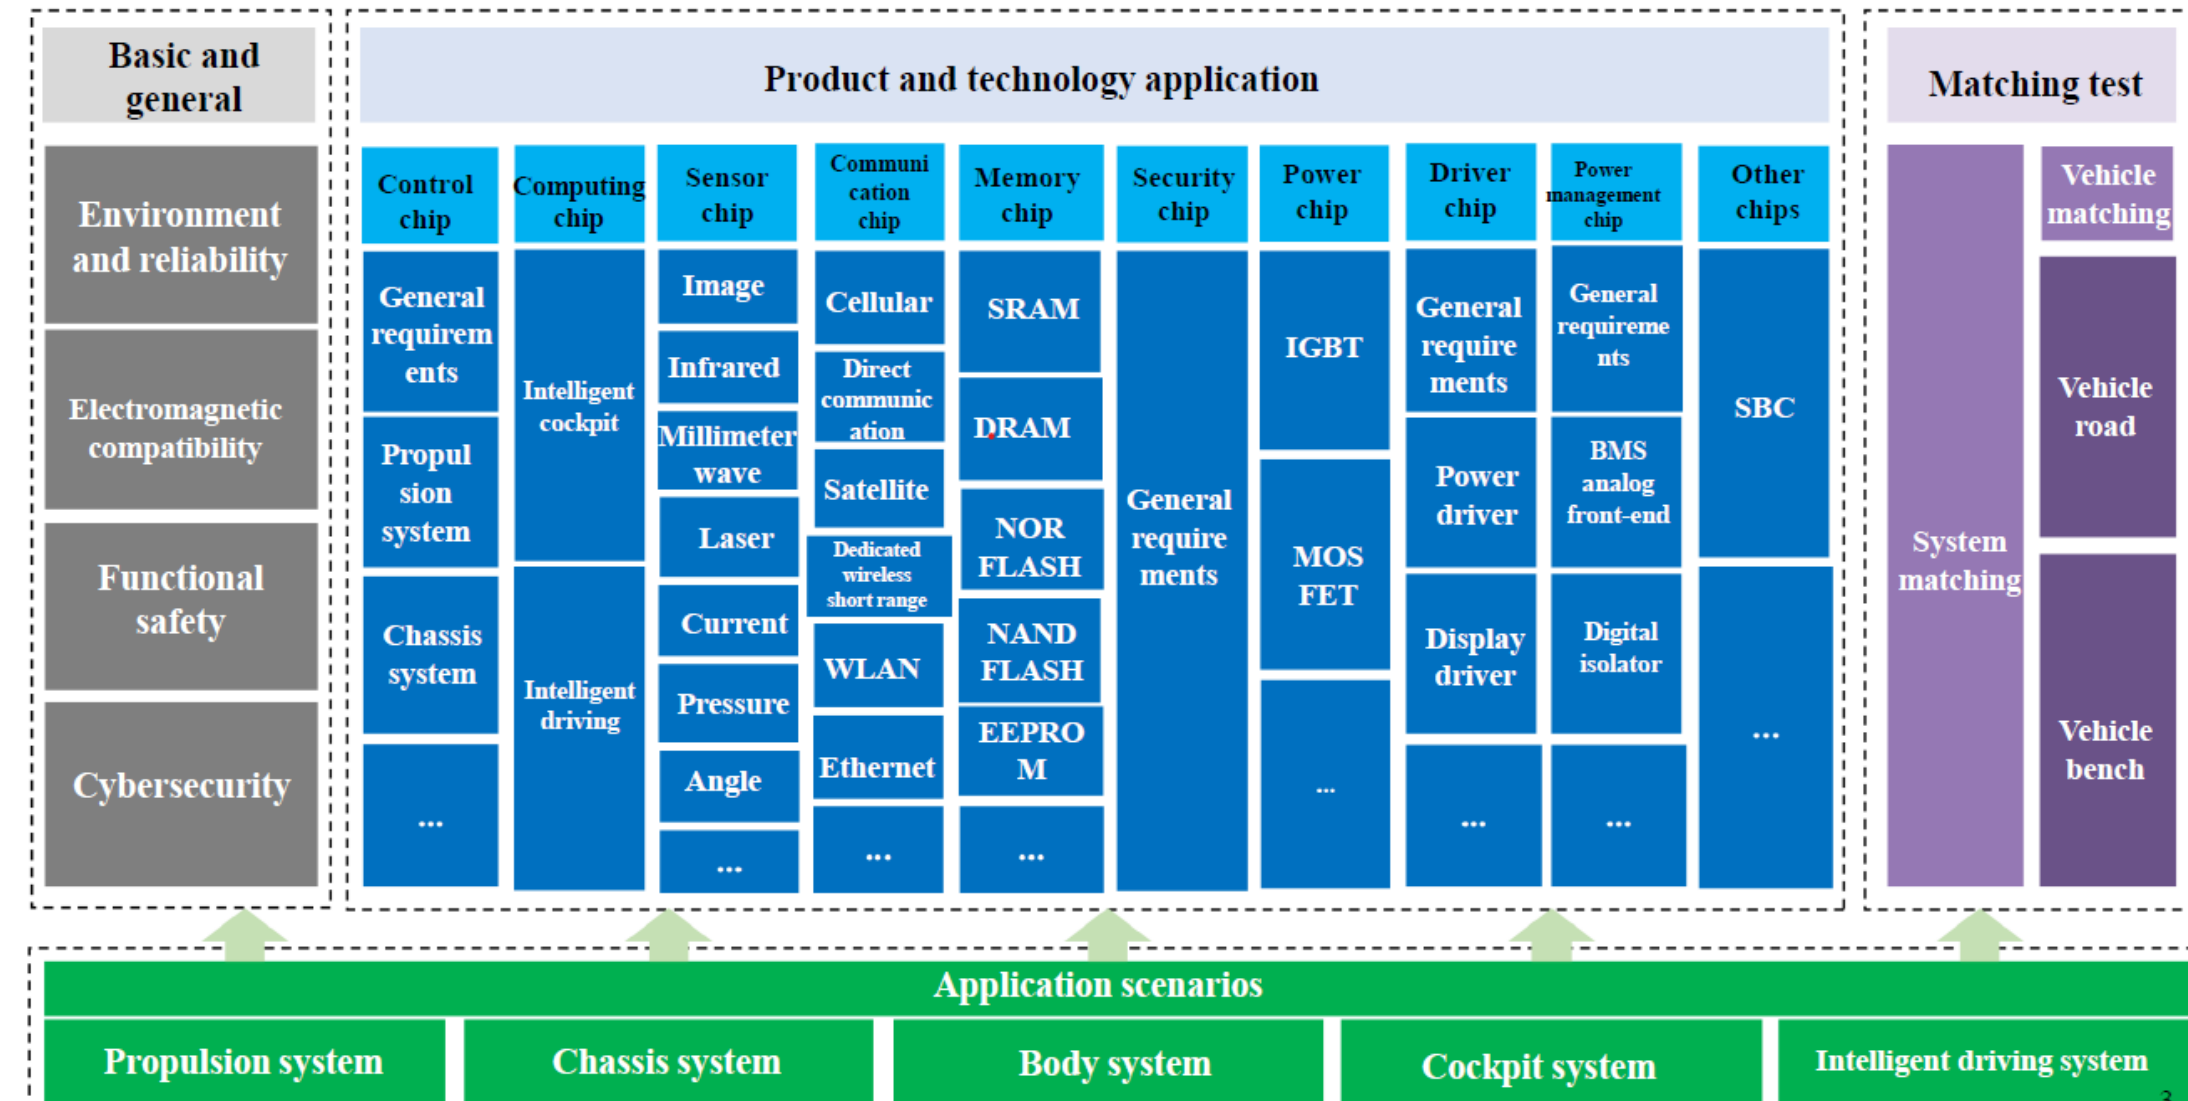 Basic and
general
Environment
and reliability
Electromagnetic
compatibility
Functional
safety
Cybersecurity
Product and technology application
Control
chip
General
requirem
ents
Propul
sion
system
Chassis
system
...
Computing
chip
Intelligent
cockpit
Intelligent
driving
Sensor
chip
Image
Infrared
Millimeter
wave
Laser
Current
Pressure
Angle
...
Communi
cation
chip
Cellular
Direct
communic
ation
Satellite
Dedicated
wireless
short range
WLAN
Ethernet
...
Memory
chip
SRAM
DRAM
NOR
FLASH
NAND
FLASH
EEPRO
M
...
Security
chip
General
require
ments
Power
chip
IGBT
MOS
FET
...
Driver
chip
General
require
ments
Power
driver
Display
driver
...
Power
management
chip
General
requireme
nts
BMS
analog
front-end
Digital
isolator
...
Other
chips
SBC
...
Matching test
System
matching
Vehicle
matching
Vehicle
road
Vehicle
bench
Application scenarios
Propulsion system
Chassis system
Body system
Cockpit system
Intelligent driving system
3